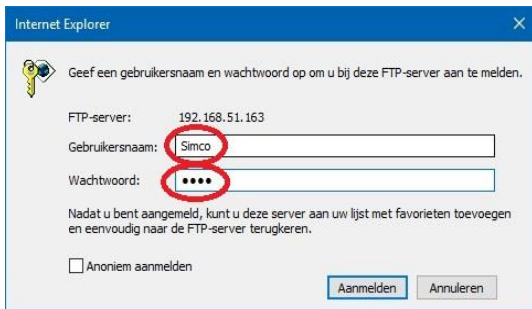 Internet Explorer
Geef een gebruikersnaam en wachtwoord op om u bij deze FTP-server aan te melden.
FTP-server: 192.168.51.163
Gebruikersnaam: Simco
Wachtwoord: ••••
Nadat u bent aangemeld, kunt u deze server aan uw lijst met favorieten toevoegen
en eenvoudig naar de FTP-server terugkeren.
Anoniem aanmelden
Aanmelden Annuleren